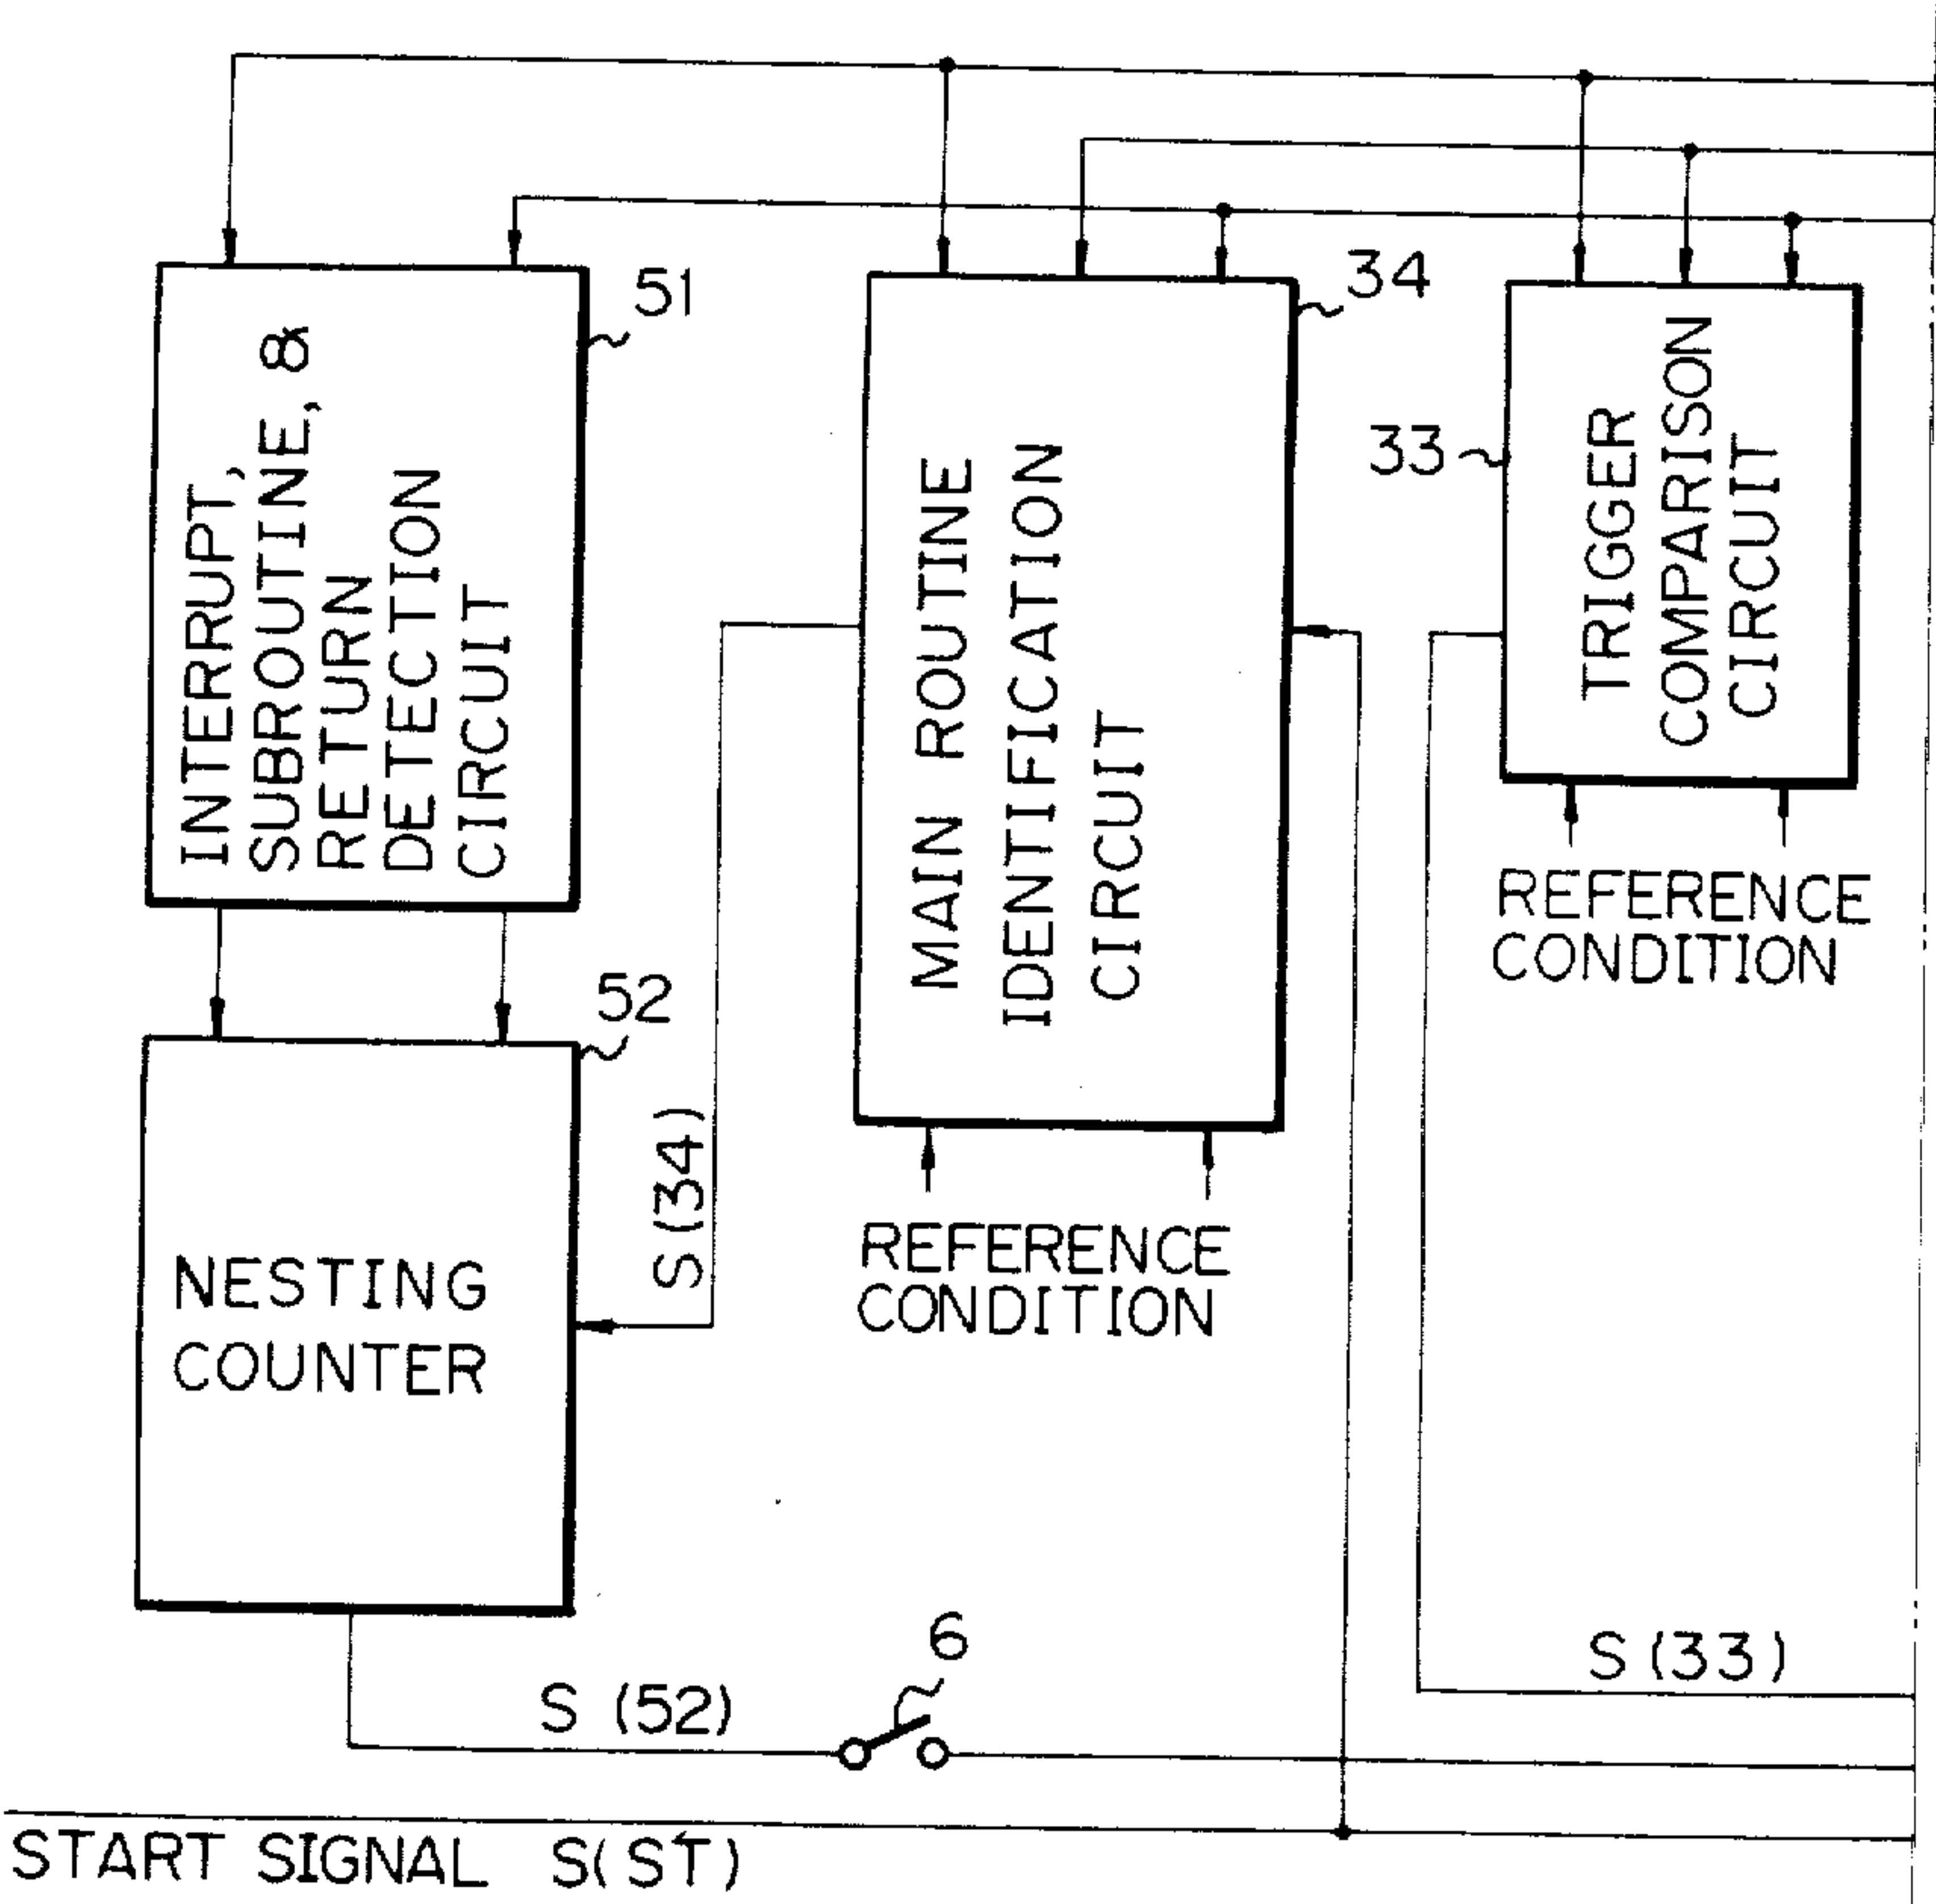 51
INTERRUPT,
SUBROUTINE, &
RETURN
DETECTION
CIRCUIT
34
MAIN ROUTINE
IDENTIFICATION
CIRCUIT
33
TRIGGER
COMPARISON
CIRCUIT
REFERENCE
CONDITION
52
NESTING
COUNTER
S(34)
REFERENCE
CONDITION
6
S (52)
S (33)
START SIGNAL S(ST)